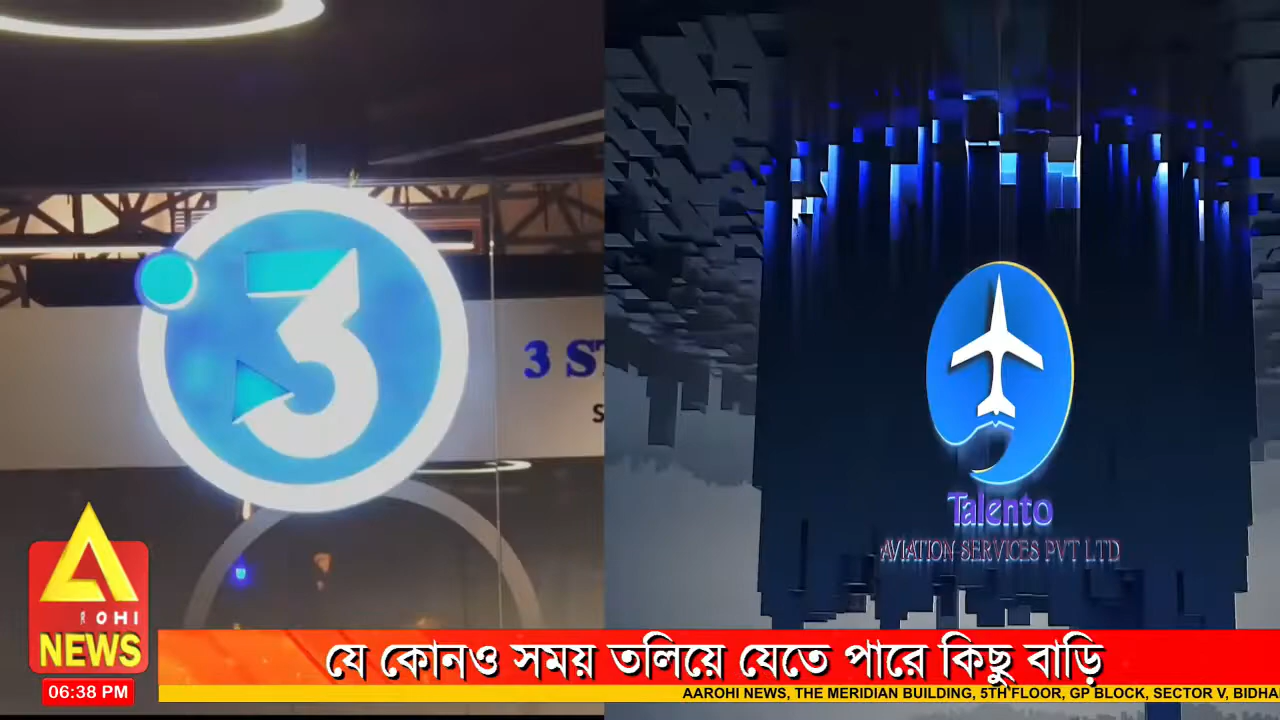 3
3 ST
S
Talento
AVIATION SERVICES PVT LTD
A
OHI
NEWS
06:38 PM
যে কোনও সময় তলিয়ে যেতে পারে কিছু বাড়ি
AAROHI NEWS, THE MERIDIAN BUILDING, 5TH FLOOR, GP BLOCK, SECTOR V, BIDHA